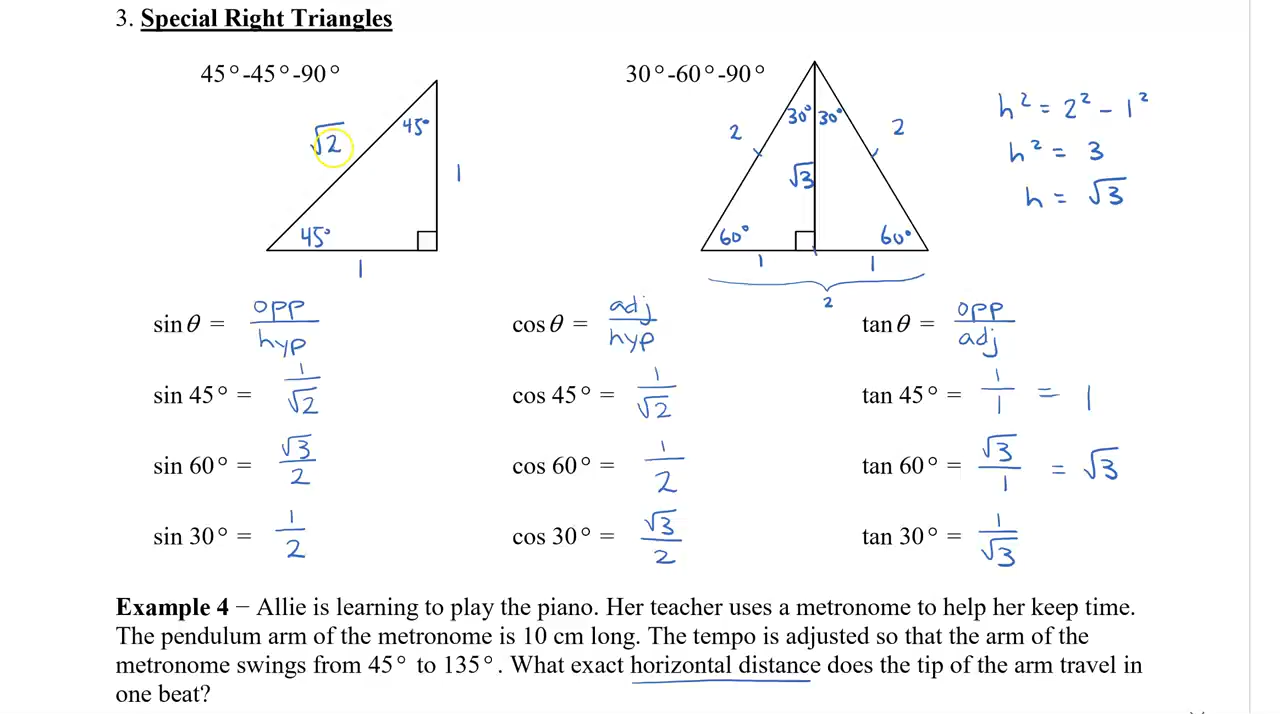 3. Special Right Triangles
45°-45°-90°
√2
45°
1
45°
1
30°-60°-90°
30° 30°
2
2
√3
60°
60°
1
1
2
h² = 2² − 1²
h² = 3
h = √3
sin θ = opp/hyp
cos θ = adj/hyp
tan θ = opp/adj
sin 45° = 1/√2
cos 45° = 1/√2
tan 45° = 1/1 = 1
sin 60° = √3/2
cos 60° = 1/2
tan 60° = √3/1 = √3
sin 30° = 1/2
cos 30° = √3/2
tan 30° = 1/√3
Example 4 − Allie is learning to play the piano. Her teacher uses a metronome to help her keep time.
The pendulum arm of the metronome is 10 cm long. The tempo is adjusted so that the arm of the
metronome swings from 45° to 135°. What exact horizontal distance does the tip of the arm travel in
one beat?